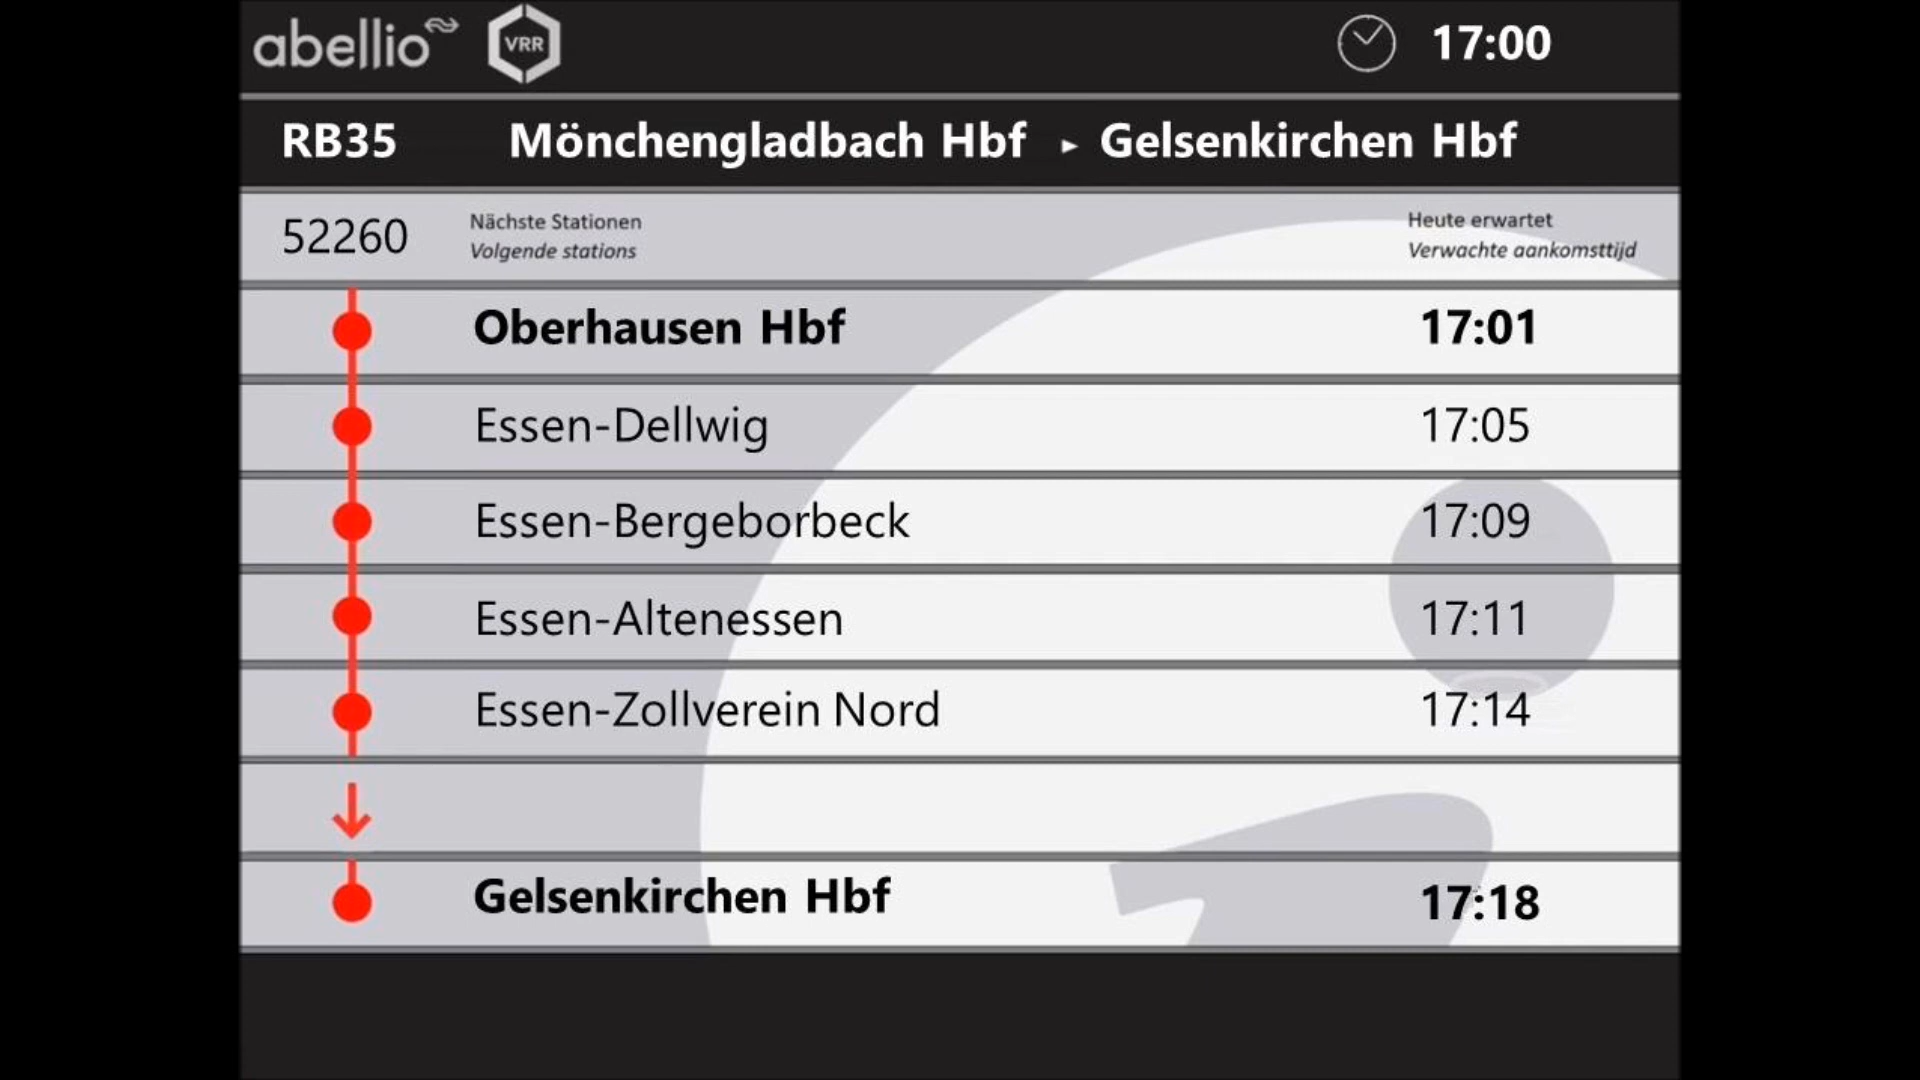 abellio VRR 17:00
RB35 Mönchengladbach Hbf ▸ Gelsenkirchen Hbf
52260 Nächste Stationen Heute erwartet
Volgende stations Verwachte aankomsttijd
Oberhausen Hbf 17:01
Essen-Dellwig 17:05
Essen-Bergeborbeck 17:09
Essen-Altenessen 17:11
Essen-Zollverein Nord 17:14
Gelsenkirchen Hbf 17:18